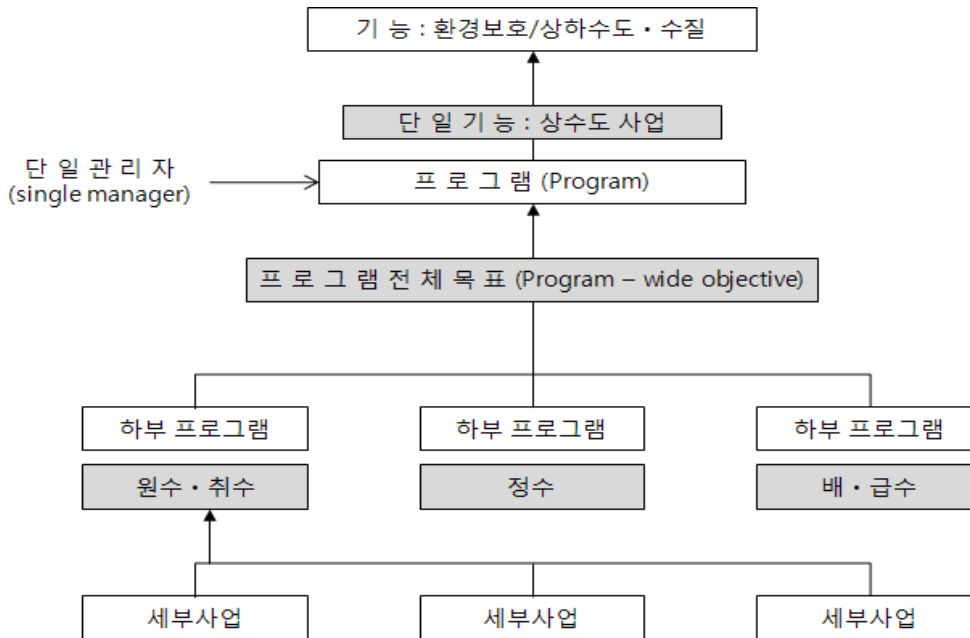 기 능 : 환경보호/상하수도・수질
단 일 기 능 : 상수도 사업
단 일 관 리 자
(single manager)
프 로 그 램 (Program)
프 로 그 램 전 체 목 표 (Program – wide objective)
하부 프로그램
하부 프로그램
하부 프로그램
원수・취수
정수
배・급수
세부사업
세부사업
세부사업